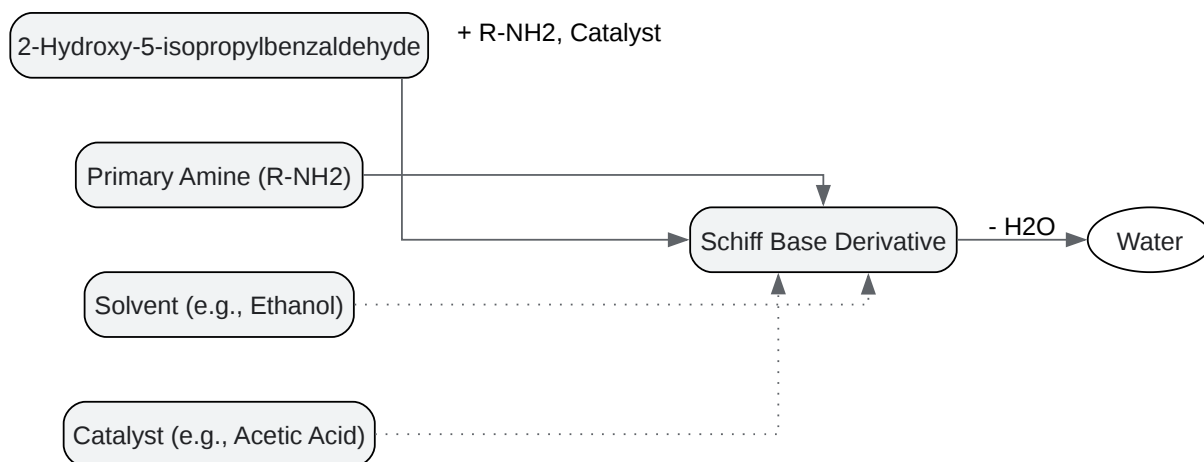 2-Hydroxy-5-isopropylbenzaldehyde
+ R-NH2, Catalyst
Primary Amine (R-NH2)
Schiff Base Derivative
- H2O
Water
Solvent (e.g., Ethanol)
Catalyst (e.g., Acetic Acid)